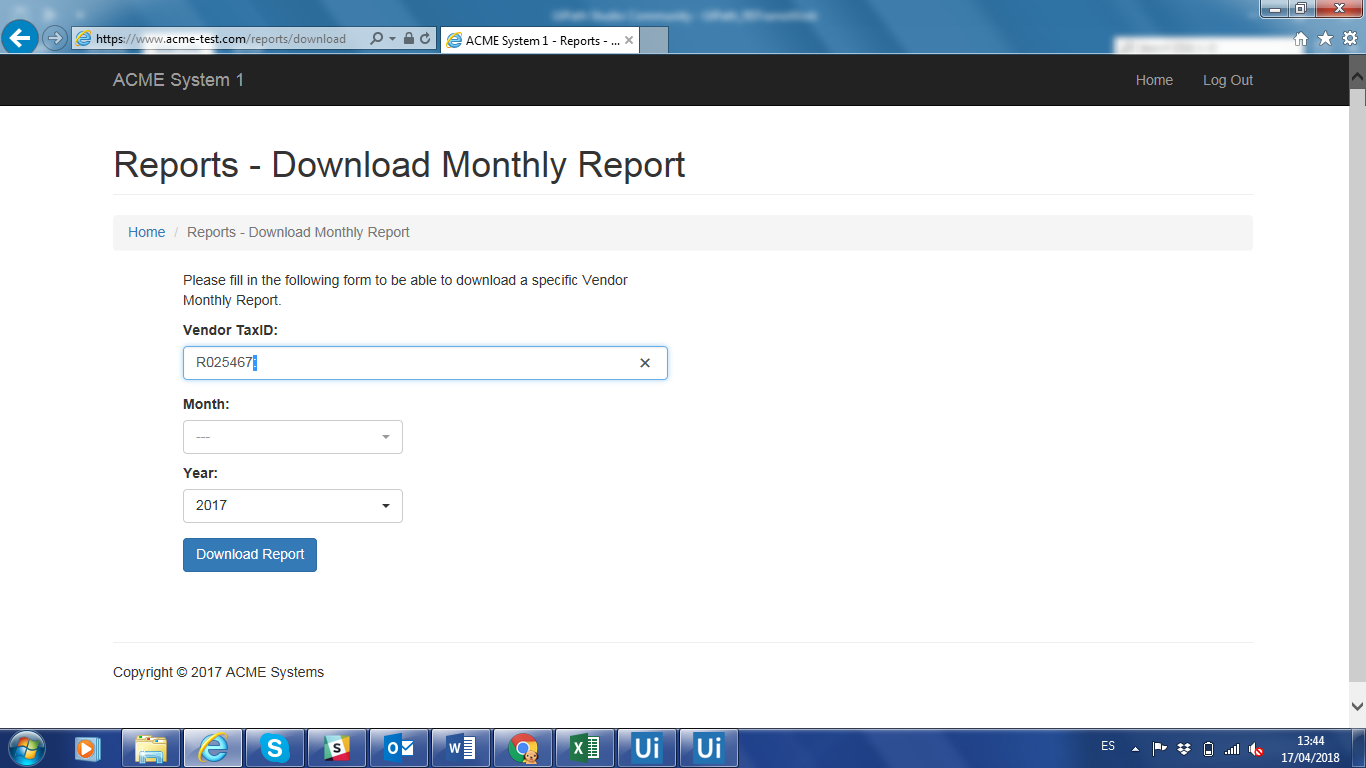 https://www.acme-test.com/reports/download
ACME System 1 - Reports - ...
ACME System 1
Home
Log Out
Reports - Download Monthly Report
Home / Reports - Download Monthly Report
Please fill in the following form to be able to download a specific Vendor
Monthly Report.
Vendor TaxID:
R025467
Month:
---
Year:
2017
Download Report
Copyright © 2017 ACME Systems
ES
13:44
17/04/2018